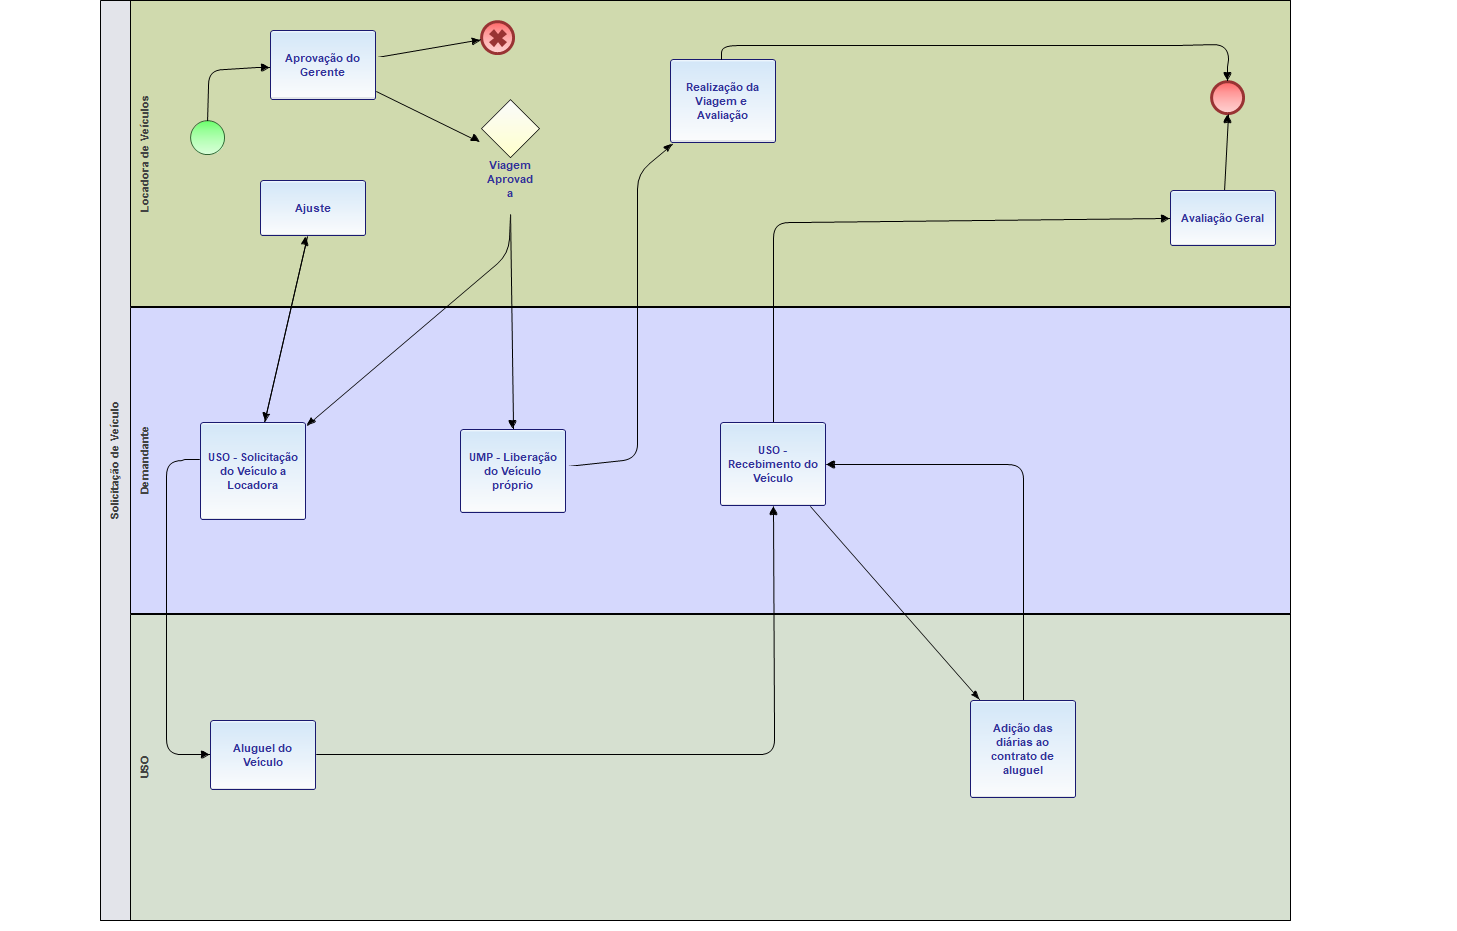 Solicitação de Veículo
Locadora de Veículos
Aprovação do
Gerente
Viagem
Aprovad
a
Ajuste
Realização da
Viagem e
Avaliação
Avaliação Geral
Demandante
USO - Solicitação
do Veiculo a
Locadora
UMP - Liberação
do Veículo
próprio
USO -
Recebimento do
Veículo
USO
Aluguel do
Veículo
Adição das
diárias ao
contrato de
aluguel